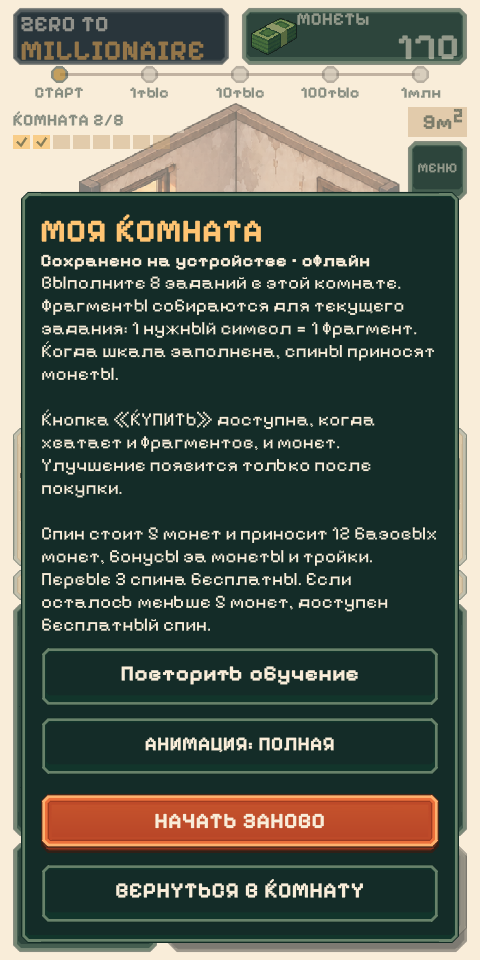 ZERO TO
MILLIONAIRE
МОНЕТЫ
170
СТАРТ
1тыс
10тыс
100тыс
1млн
КОМНАТА 2/8
9м²
МЕНЮ
МОЯ КОМНАТА
Сохранено на устройстве · офлайн
Выполните 8 заданий в этой комнате.
Фрагменты собираются для текущего
задания: 1 нужный символ = 1 фрагмент.
Когда шкала заполнена, спины приносят
монеты.
Кнопка «КУПИТЬ» доступна, когда
хватает и фрагментов, и монет.
Улучшение появится только после
покупки.
Спин стоит 8 монет и приносит 12 базовых
монет, бонусы за монеты и тройки.
Первые 3 спина бесплатны. Если
осталось меньше 8 монет, доступен
бесплатный спин.
Повторить обучение
АНИМАЦИЯ: ПОЛНАЯ
НАЧАТЬ ЗАНОВО
ВЕРНУТЬСЯ В КОМНАТУ